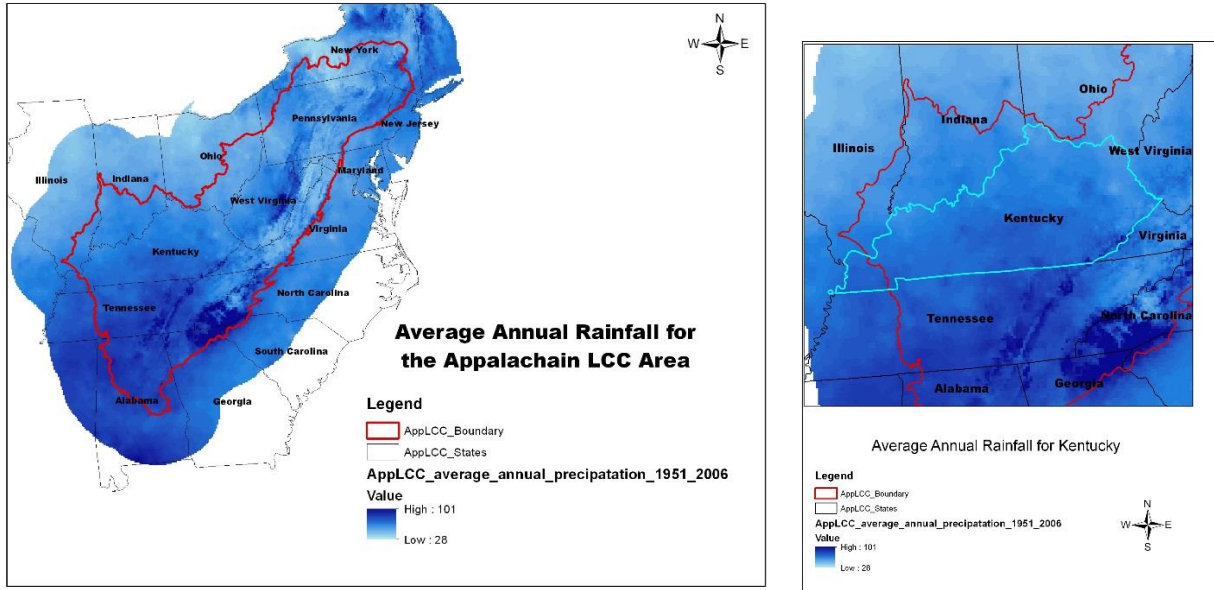 N
W E
S
New York
Pennsylvania
New Jersey
Ohio
Maryland
Illinois
Indiana
West Virginia
Virginia
Kentucky
North Carolina
Tennessee
South Carolina
Alabama
Georgia
Average Annual Rainfall for
the Appalachain LCC Area
Legend
AppLCC_Boundary
AppLCC_States
AppLCC_average_annual_precipatation_1951_2006
Value
High : 101
Low : 28
Ohio
Indiana
Illinois
West Virginia
Kentucky
Virginia
Tennessee
North Carolina
Alabama
Georgia
Average Annual Rainfall for Kentucky
Legend
AppLCC_Boundary
AppLCC_States
AppLCC_average_annual_precipatation_1951_2006
Value
High : 101
Low : 28
N
W E
S